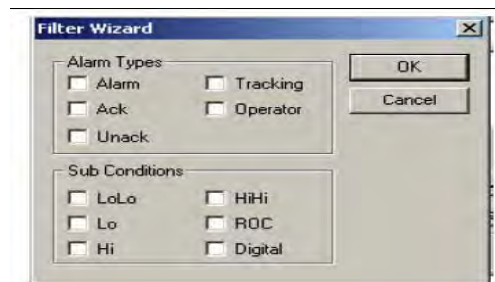 Filter Wizard
Alarm Types
Alarm
Tracking
Ack
Operator
Unack
OK
Cancel
Sub Conditions
LoLo
HiHi
Lo
ROC
Hi
Digital